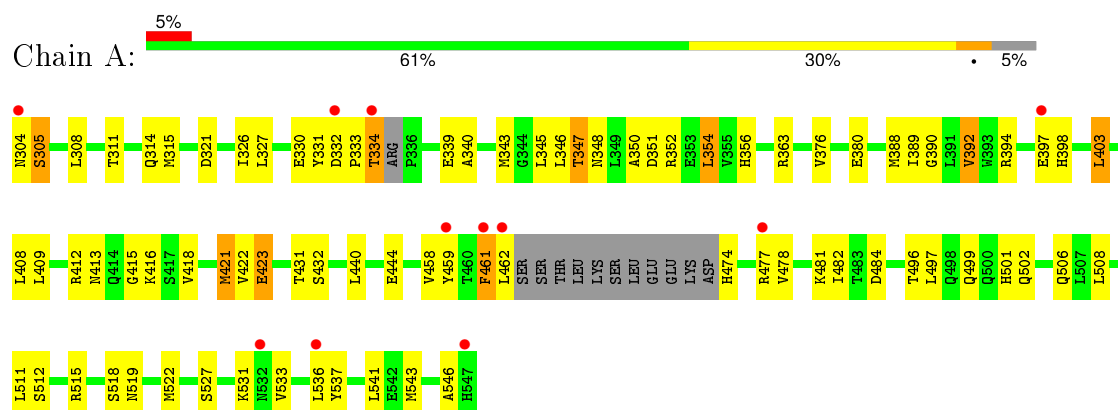 5%
Chain A:
61% 30% • 5%
N304 S305 L308 T311 Q314 M315 D321 T326 L327 E330 Y331 D332 P333 T334 ARG P336 E339 A340 M343 G344 L345 L346 T347 N348 L349 A350 D351 R352 E353 L354 V355 H356 R363 V376 E380 M388 I389 G390 L391 V392 W393 R394 E397 H398 L403
L408 L409 R412 N413 Q414 G415 K416 S417 V418 M421 V422 E423 T431 S432 L440 E444 V458 Y459 T460 F461 L462 SER SER THR LEU LYS SER LEU GLU GLU LYS ASP H474 R477 V478 K481 I482 T483 D484 T496 L497 Q498 Q499 Q500 H501 Q502 Q506 L507 L508
L511 S512 R515 S518 N519 M522 S527 K531 N532 V533 L536 Y537 L541 E542 M543 A546 H547